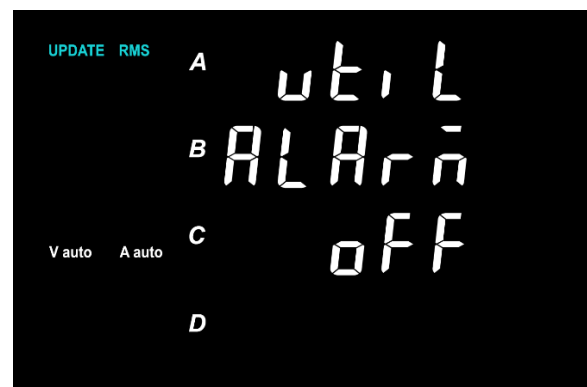 UPDATE RMS
A utiL
B ALArm
V auto A auto C oFF
D